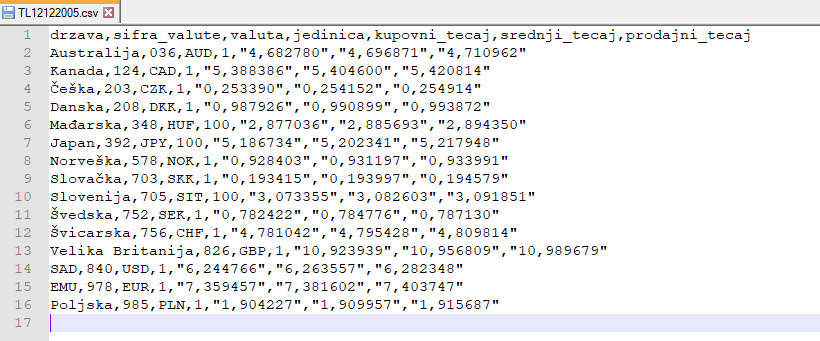 TL12122005.csv
1 drzava,sifra_valute,valuta,jedinica,kupovni_tecaj,srednji_tecaj,prodajni_tecaj
2 Australija,036,AUD,1,"4,682780","4,696871","4,710962"
3 Kanada,124,CAD,1,"5,388386","5,404600","5,420814"
4 Češka,203,CZK,1,"0,253390","0,254152","0,254914"
5 Danska,208,DKK,1,"0,987926","0,990899","0,993872"
6 Mađarska,348,HUF,100,"2,877036","2,885693","2,894350"
7 Japan,392,JPY,100,"5,186734","5,202341","5,217948"
8 Norveška,578,NOK,1,"0,928403","0,931197","0,933991"
9 Slovačka,703,SKK,1,"0,193415","0,193997","0,194579"
10 Slovenija,705,SIT,100,"3,073355","3,082603","3,091851"
11 Švedska,752,SEK,1,"0,782422","0,784776","0,787130"
12 Švicarska,756,CHF,1,"4,781042","4,795428","4,809814"
13 Velika Britanija,826,GBP,1,"10,923939","10,956809","10,989679"
14 SAD,840,USD,1,"6,244766","6,263557","6,282348"
15 EMU,978,EUR,1,"7,359457","7,381602","7,403747"
16 Poljska,985,PLN,1,"1,904227","1,909957","1,915687"
17